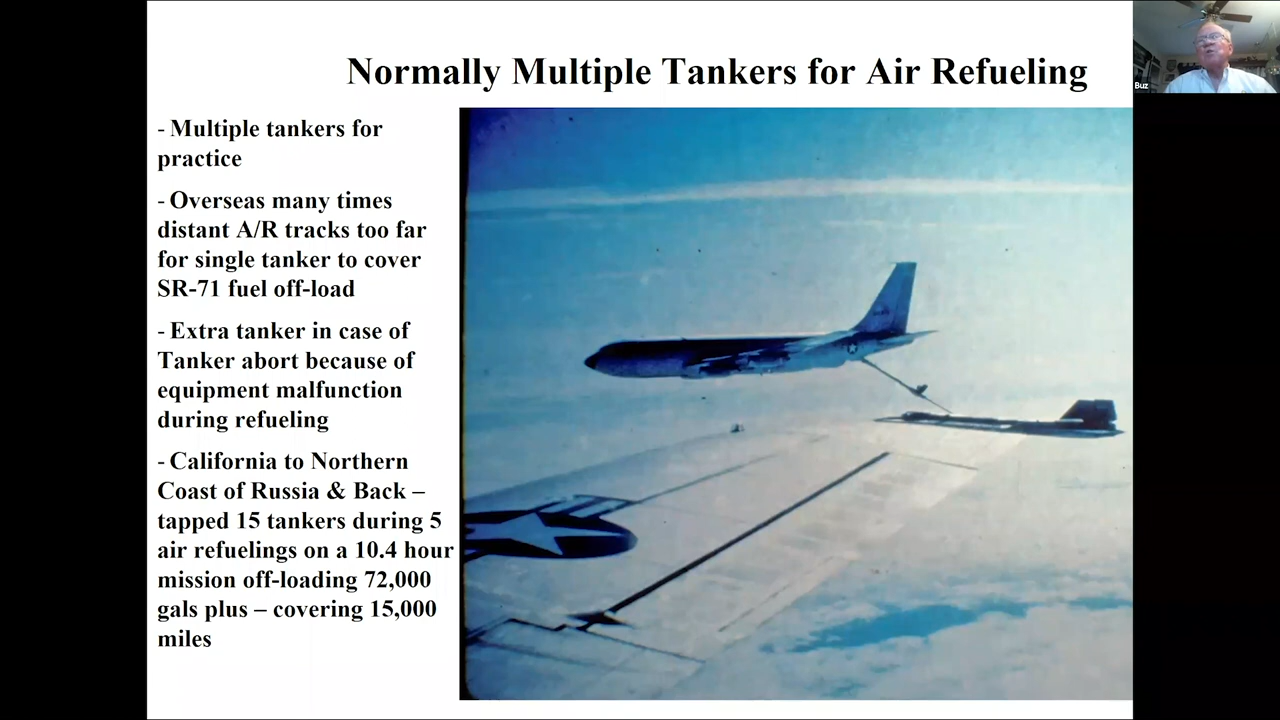 Normally Multiple Tankers for Air Refueling
Buz
- Multiple tankers for
practice
- Overseas many times
distant A/R tracks too far
for single tanker to cover
SR-71 fuel off-load
- Extra tanker in case of
Tanker abort because of
equipment malfunction
during refueling
- California to Northern
Coast of Russia & Back –
tapped 15 tankers during 5
air refuelings on a 10.4 hour
mission off-loading 72,000
gals plus – covering 15,000
miles